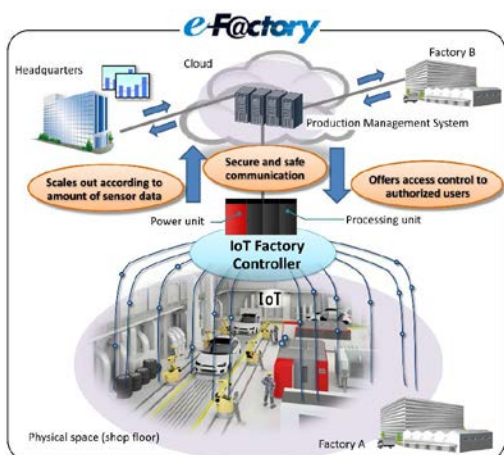 e-F@ctory
Headquarters
Cloud
Factory B
Production Management System
Scales out according to
amount of sensor data
Secure and safe
communication
Offers access control to
authorized users
Power unit
Processing unit
IoT Factory
Controller
IoT
Physical space (shop floor)
Factory A